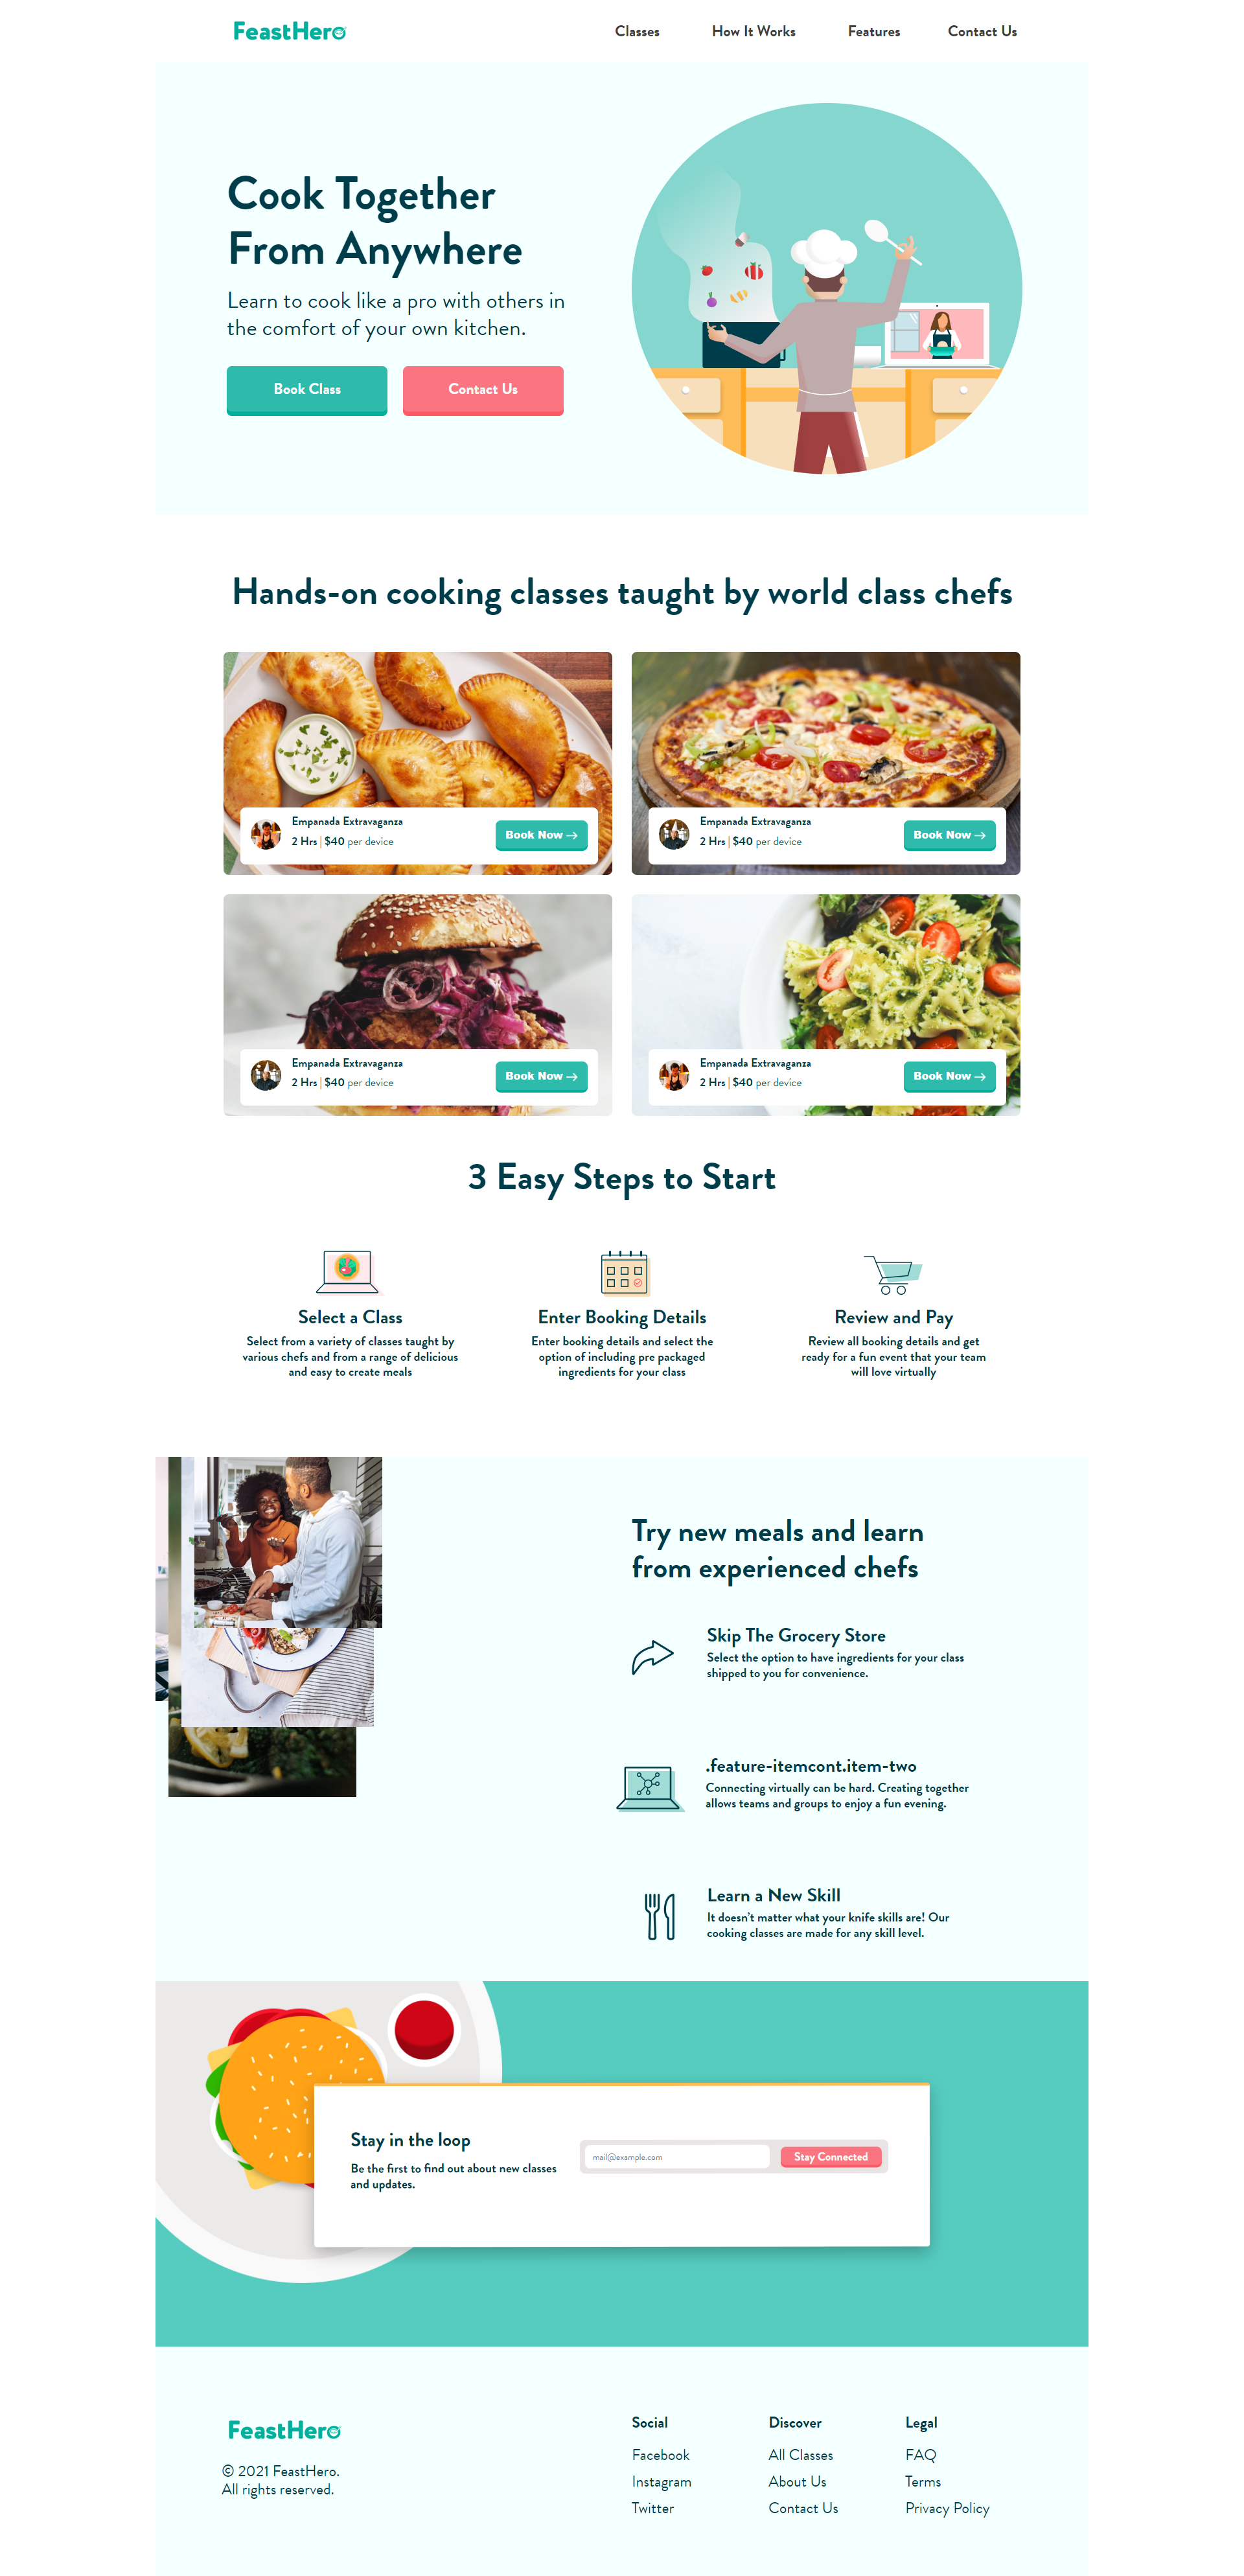 FeastHero
Classes
How It Works
Features
Contact Us
Cook Together
From Anywhere
Learn to cook like a pro with others in
the comfort of your own kitchen.
Book Class
Contact Us
Hands-on cooking classes taught by world class chefs
Empanada Extravaganza
2 Hrs | $40 per device
Book Now →
Empanada Extravaganza
2 Hrs | $40 per device
Book Now →
Empanada Extravaganza
2 Hrs | $40 per device
Book Now →
Empanada Extravaganza
2 Hrs | $40 per device
Book Now →
3 Easy Steps to Start
Select a Class
Select from a variety of classes taught by
various chefs and from a range of delicious
and easy to create meals
Enter Booking Details
Enter booking details and select the
option of including pre packaged
ingredients for your class
Review and Pay
Review all booking details and get
ready for a fun event that your team
will love virtually
Try new meals and learn
from experienced chefs
Skip The Grocery Store
Select the option to have ingredients for your class
shipped to you for convenience.
.feature-itemcont.item-two
Connecting virtually can be hard. Creating together
allows teams and groups to enjoy a fun evening.
Learn a New Skill
It doesn't matter what your knife skills are! Our
cooking classes are made for any skill level.
Stay in the loop
Be the first to find out about new classes
and updates.
mail@example.com
Stay Connected
FeastHero
© 2021 FeastHero.
All rights reserved.
Social
Facebook
Instagram
Twitter
Discover
All Classes
About Us
Contact Us
Legal
FAQ
Terms
Privacy Policy